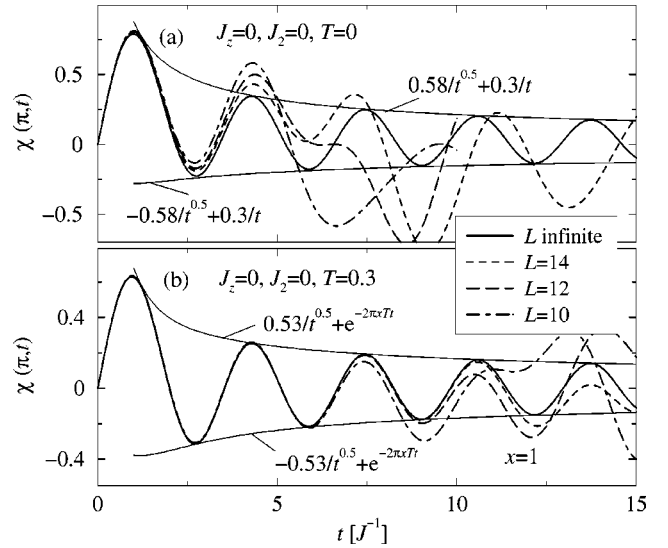 (a) J_z=0, J_2=0, T=0
0.58/t^0.5+0.3/t
−0.58/t^0.5+0.3/t
0.5
0
−0.5
χ (π,t)
L infinite
L=14
L=12
L=10
(b) J_z=0, J_2=0, T=0.3
0.53/t^0.5+e^−2πxTt
−0.53/t^0.5+e^−2πxTt
x=1
0.4
0
−0.4
χ (π,t)
0 5 10 15
t [J^−1]